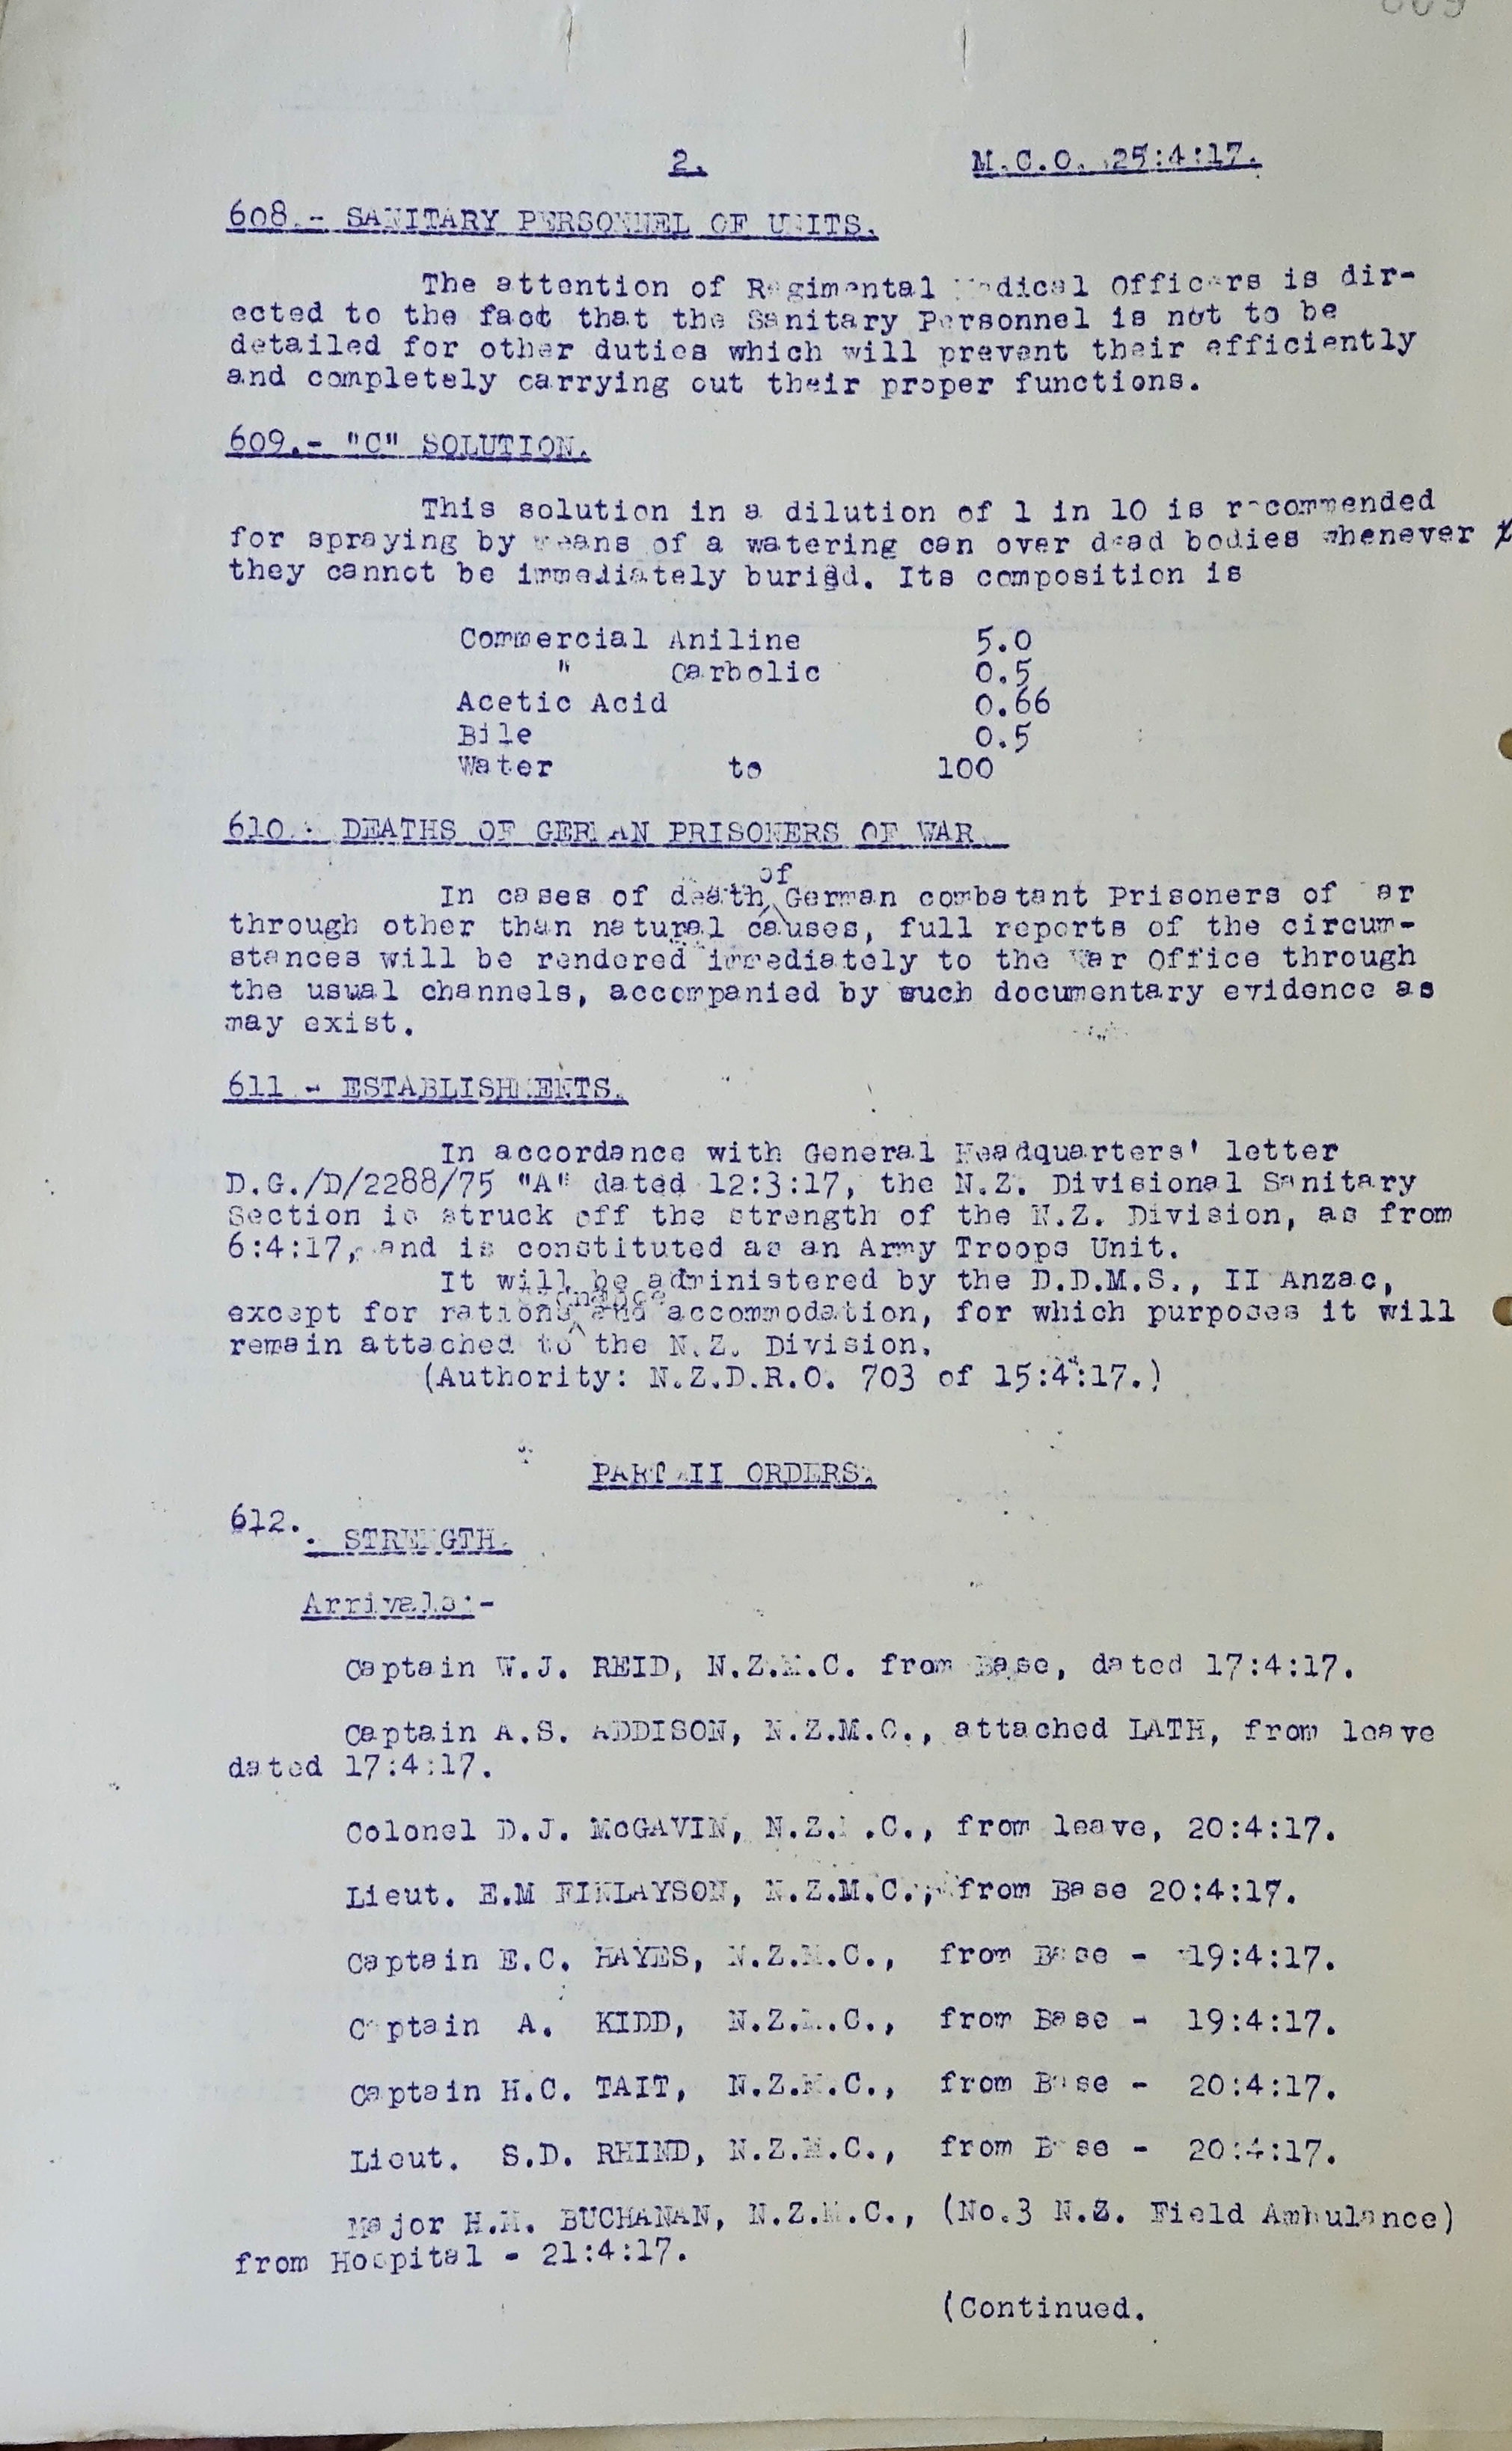 2. M.C.O. 25:4:17.
608.- SANITARY PERSONNEL OF UNITS.
The attention of Regimental Medical Officers is dir-
ected to the fact that the Sanitary Personnel is not to be
detailed for other duties which will prevent their efficiently
and completely carrying out their proper functions.
609.- "C" SOLUTION.
This solution in a dilution of 1 in 10 is recommended
for spraying by means of a watering can over dead bodies whenever
they cannot be immediately buried. Its composition is
Commercial Aniline 5.0
" Carbolic 0.5
Acetic Acid 0.66
Bile 0.5
Water to 100
610.- DEATHS OF GERMAN PRISONERS OF WAR
of
In cases of death German combatant Prisoners of War
through other than natural causes, full reports of the circum-
stances will be rendered immediately to the War Office through
the usual channels, accompanied by such documentary evidence as
may exist.
611 - ESTABLISHMENTS.
In accordance with General Headquarters' letter
D.G./D/2288/75 "A" dated 12:3:17, the N.Z. Divisional Sanitary
Section is struck off the strength of the N.Z. Division, as from
6:4:17, and is constituted as an Army Troops Unit.
It will be administered by the D.D.M.S., II Anzac,
except for rations and accommodation, for which purposes it will
remain attached to the N.Z. Division.
(Authority: N.Z.D.R.O. 703 of 15:4:17.)
PART II ORDERS.
612.
. STRENGTH.
Arrivals:-
Captain W.J. REID, N.Z.M.C. from Base, dated 17:4:17.
Captain A.S. ADDISON, N.Z.M.C., attached LATH, from leave
dated 17:4:17.
Colonel D.J. McGAVIN, N.Z.M.C., from leave, 20:4:17.
Lieut. E.M FINLAYSON, N.Z.M.C., from Base 20:4:17.
Captain E.C. HAYES, N.Z.M.C., from Base - 19:4:17.
Captain A. KIDD, N.Z.M.C., from Base - 19:4:17.
Captain H.C. TAIT, N.Z.M.C., from Base - 20:4:17.
Lieut. S.D. RHIND, N.Z.M.C., from Base - 20:4:17.
Major H.M. BUCHANAN, N.Z.M.C., (No.3 N.Z. Field Ambulance)
from Hospital - 21:4:17.
(Continued.